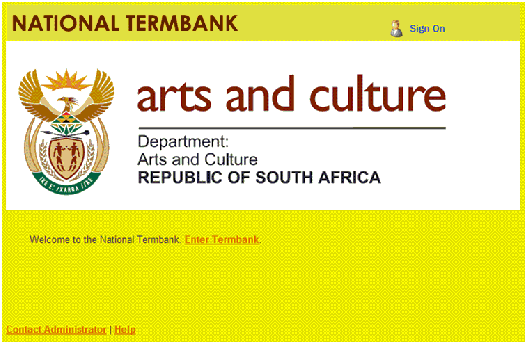 NATIONAL TERMBANK
Sign On
arts and culture
Department:
Arts and Culture
REPUBLIC OF SOUTH AFRICA
Welcome to the National Termbank. Enter Termbank.
Contact Administrator | Help